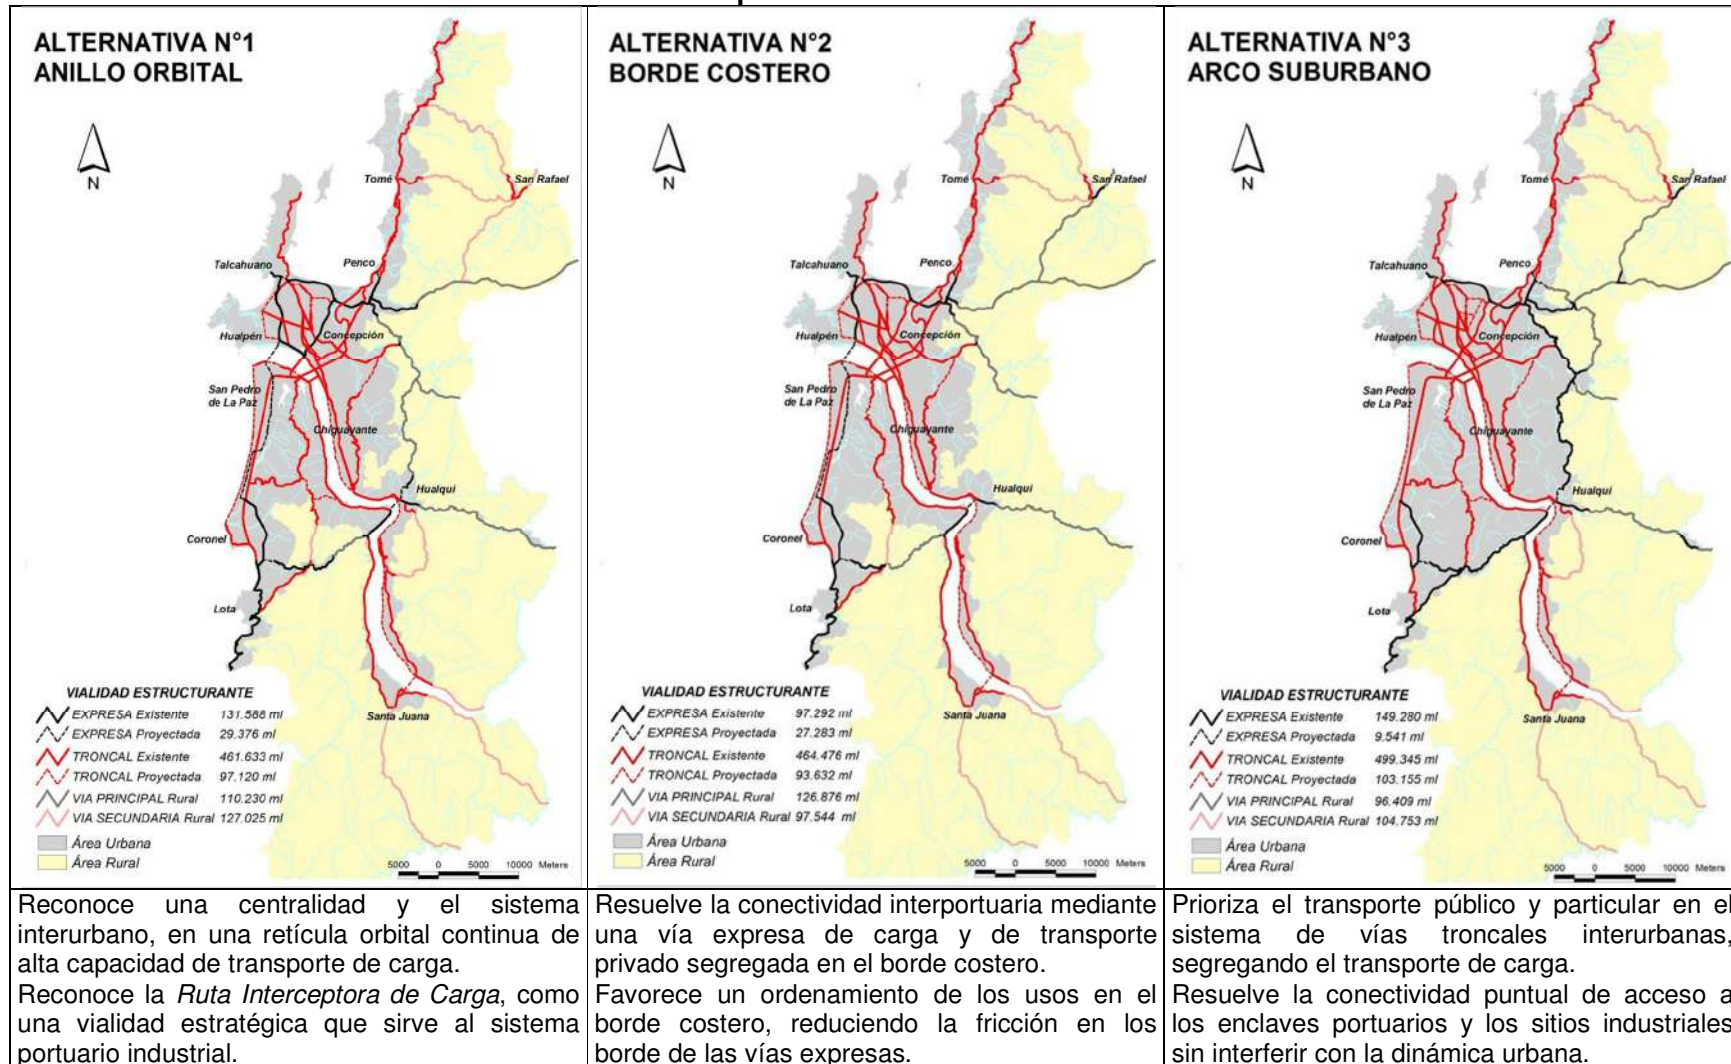 ALTERNATIVA N°1
ANILLO ORBITAL
N
Tomé
San Rafael
Talcahuano
Penco
Hualpén
Concepción
San Pedro
de La Paz
Chiguayante
Hualqui
Coronel
Lota
Santa Juana
VIALIDAD ESTRUCTURANTE
EXPRESA Existente 131.588 ml
EXPRESA Proyectada 29.376 ml
TRONCAL Existente 461.633 ml
TRONCAL Proyectada 97.120 ml
VIA PRINCIPAL Rural 110.230 ml
VIA SECUNDARIA Rural 127.025 ml
Área Urbana
Área Rural
5000 0 5000 10000 Meters
Reconoce una centralidad y el sistema
interurbano, en una retícula orbital continua de
alta capacidad de transporte de carga.
Reconoce la Ruta Interceptora de Carga, como
una vialidad estratégica que sirve al sistema
portuario industrial.
ALTERNATIVA N°2
BORDE COSTERO
N
Tomé
San Rafael
Talcahuano
Penco
Hualpén
Concepción
San Pedro
de La Paz
Chiguayante
Hualqui
Coronel
Lota
Santa Juana
VIALIDAD ESTRUCTURANTE
EXPRESA Existente 97.292 ml
EXPRESA Proyectada 27.283 ml
TRONCAL Existente 464.476 ml
TRONCAL Proyectada 93.632 ml
VIA PRINCIPAL Rural 126.876 ml
VIA SECUNDARIA Rural 97.544 ml
Área Urbana
Área Rural
5000 0 5000 10000 Meters
Resuelve la conectividad interportuaria mediante
una vía expresa de carga y de transporte
privado segregada en el borde costero.
Favorece un ordenamiento de los usos en el
borde costero, reduciendo la fricción en los
borde de las vías expresas.
ALTERNATIVA N°3
ARCO SUBURBANO
N
Tomé
San Rafael
Talcahuano
Penco
Hualpén
Concepción
San Pedro
de La Paz
Chiguayante
Hualqui
Coronel
Lota
Santa Juana
VIALIDAD ESTRUCTURANTE
EXPRESA Existente 149.280 ml
EXPRESA Proyectada 9.541 ml
TRONCAL Existente 499.345 ml
TRONCAL Proyectada 103.155 ml
VIA PRINCIPAL Rural 96.409 ml
VIA SECUNDARIA Rural 104.753 ml
Área Urbana
Área Rural
5000 0 5000 10000 Meters
Prioriza el transporte público y particular en el
sistema de vías troncales interurbanas,
segregando el transporte de carga.
Resuelve la conectividad puntual de acceso a
los enclaves portuarios y los sitios industriales
sin interferir con la dinámica urbana.